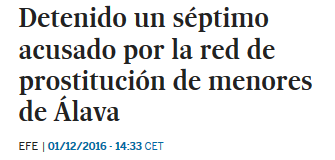 Detenido un séptimo
acusado por la red de
prostitución de menores
de Álava
EFE | 01/12/2016 - 14:33 CET